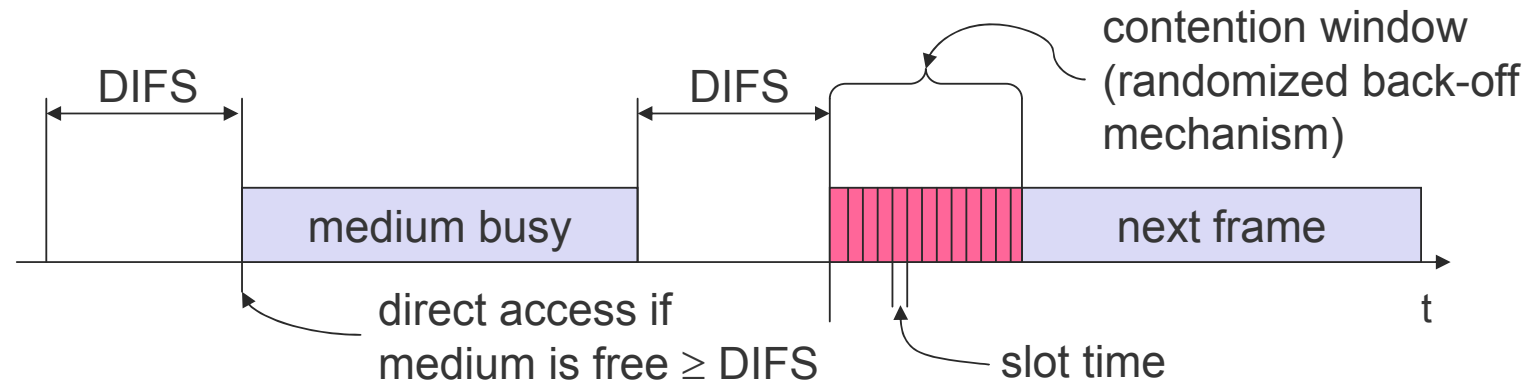 DIFS
DIFS
contention window
(randomized back-off
mechanism)
medium busy
next frame
direct access if
medium is free ≥ DIFS
slot time
t